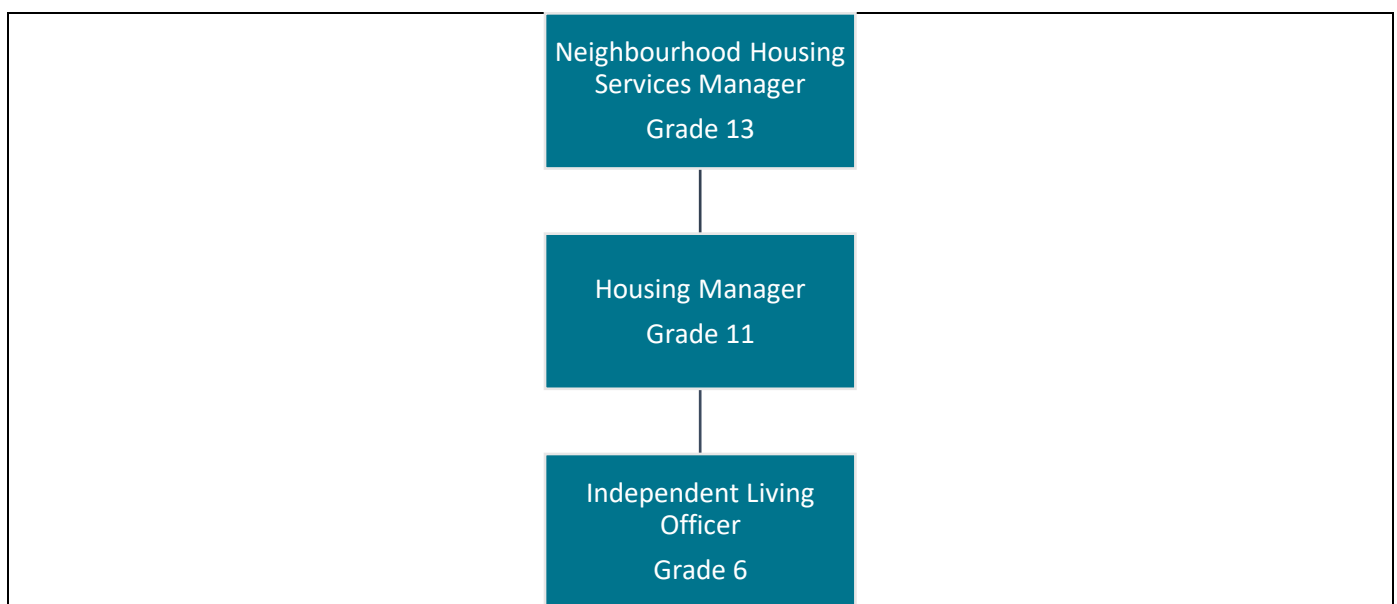 Neighbourhood Housing
Services Manager
Grade 13
Housing Manager
Grade 11
Independent Living
Officer
Grade 6